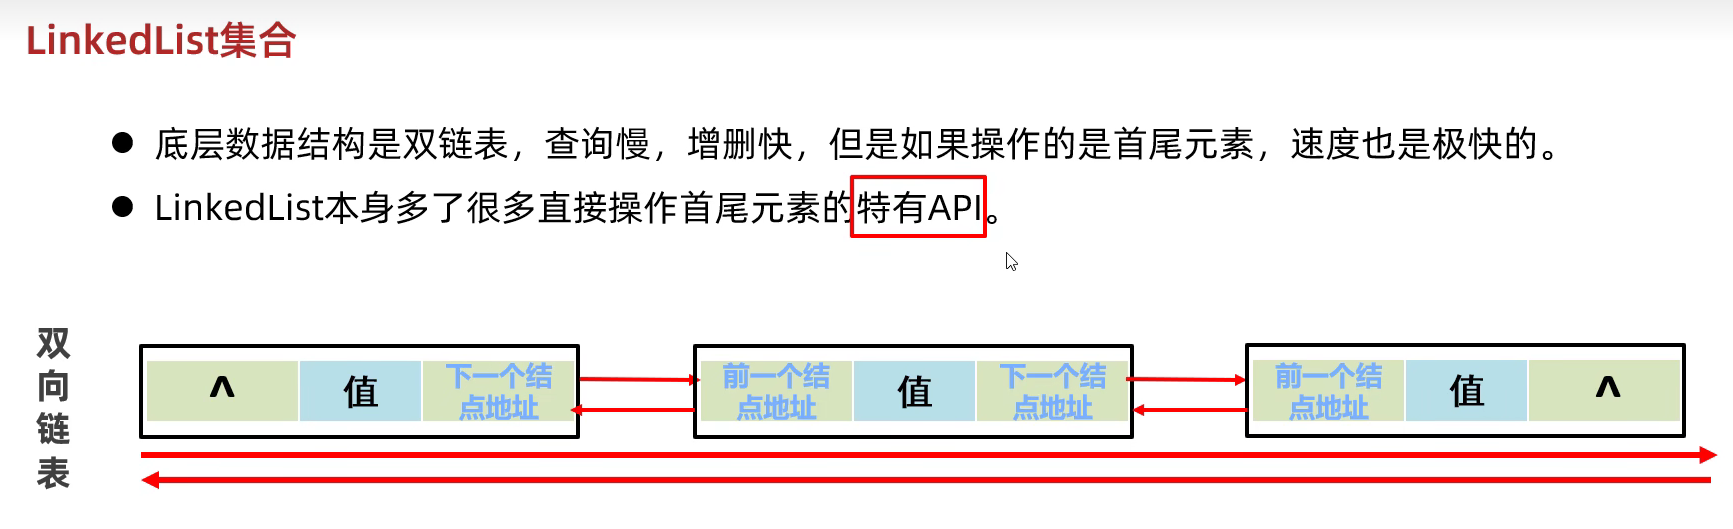 LinkedList集合
底层数据结构是双链表，查询慢，增删快，但是如果操作的是首尾元素，速度也是极快的。
LinkedList本身多了很多直接操作首尾元素的特有API。
双向链表
^
值
下一个结
点地址
前一个结
点地址
值
下一个结
点地址
前一个结
点地址
值
^